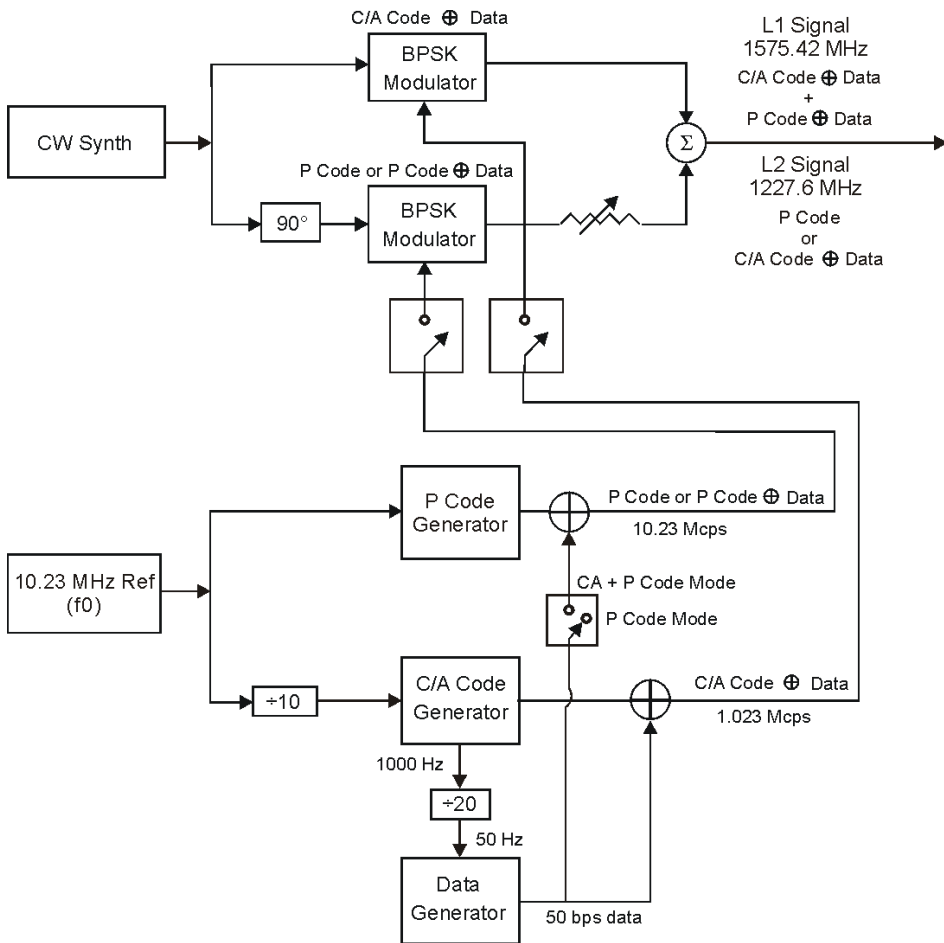 C/A Code ⊕ Data
BPSK
Modulator
CW Synth
P Code or P Code ⊕ Data
90°
BPSK
Modulator
Σ
L1 Signal
1575.42 MHz
C/A Code ⊕ Data
+
P Code ⊕ Data
L2 Signal
1227.6 MHz
P Code
or
C/A Code ⊕ Data
P Code
Generator
P Code or P Code ⊕ Data
10.23 Mcps
10.23 MHz Ref
(f0)
CA + P Code Mode
P Code Mode
÷10
C/A Code
Generator
C/A Code ⊕ Data
1.023 Mcps
1000 Hz
÷20
50 Hz
Data
Generator
50 bps data